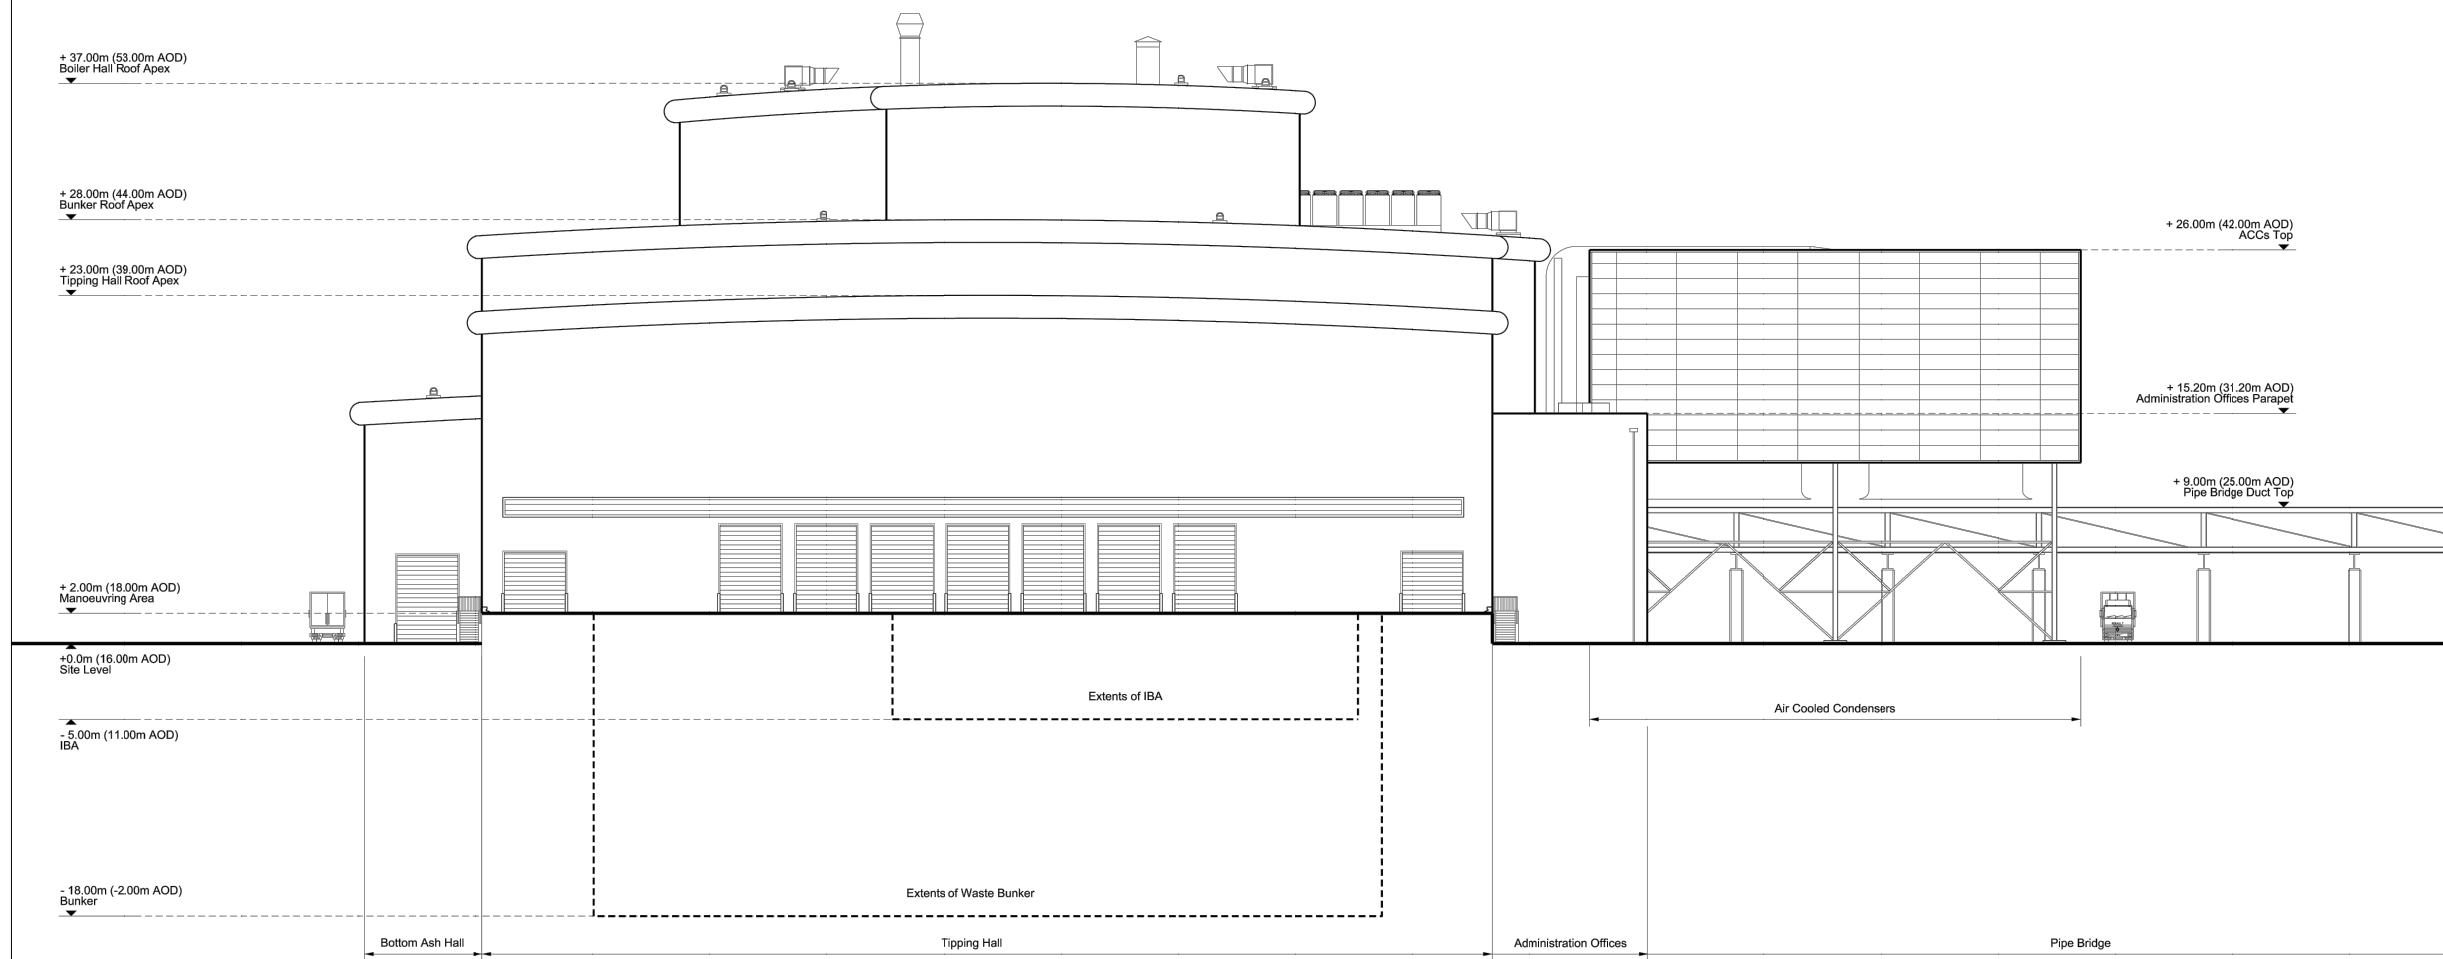 + 37.00m (53.00m AOD)
Boiler Hall Roof Apex
+ 28.00m (44.00m AOD)
Bunker Roof Apex
+ 26.00m (42.00m AOD)
ACCs Top
+ 23.00m (39.00m AOD)
Tipping Hall Roof Apex
+ 15.20m (31.20m AOD)
Administration Offices Parapet
+ 9.00m (25.00m AOD)
Pipe Bridge Duct Top
+ 2.00m (18.00m AOD)
Manoeuvring Area
+0.0m (16.00m AOD)
Site Level
Extents of IBA
Air Cooled Condensers
- 5.00m (11.00m AOD)
IBA
- 18.00m (-2.00m AOD)
Bunker
Extents of Waste Bunker
Bottom Ash Hall
Tipping Hall
Administration Offices
Pipe Bridge